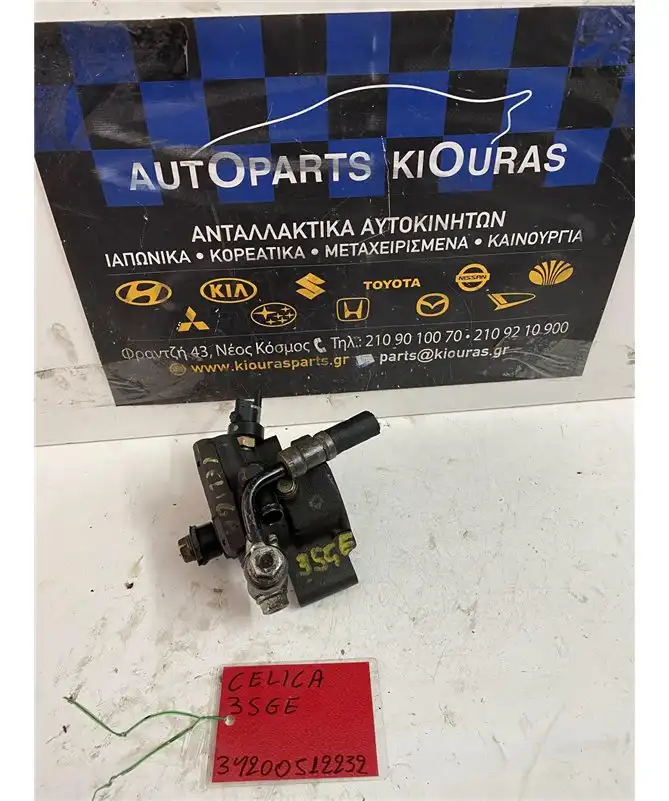 AUTOPARTS KIOURAS
ΑΝΤΑΛΛΑΚΤΙΚΑ ΑΥΤΟΚΙΝΗΤΩΝ
ΙΑΠΩΝΙΚΑ • ΚΟΡΕΑΤΙΚΑ • ΜΕΤΑΧΕΙΡΙΣΜΕΝΑ • ΚΑΙΝΟΥΡΓΙΑ
KIA TOYOTA NISSAN
Φραντζή 43, Νέος Κόσμος Τηλ.: 210 90 100 70 • 210 92 10 900
www.kiourasparts.gr parts@kiouras.gr
CELICA
3SGE
CELICA
3SGE
34200512232